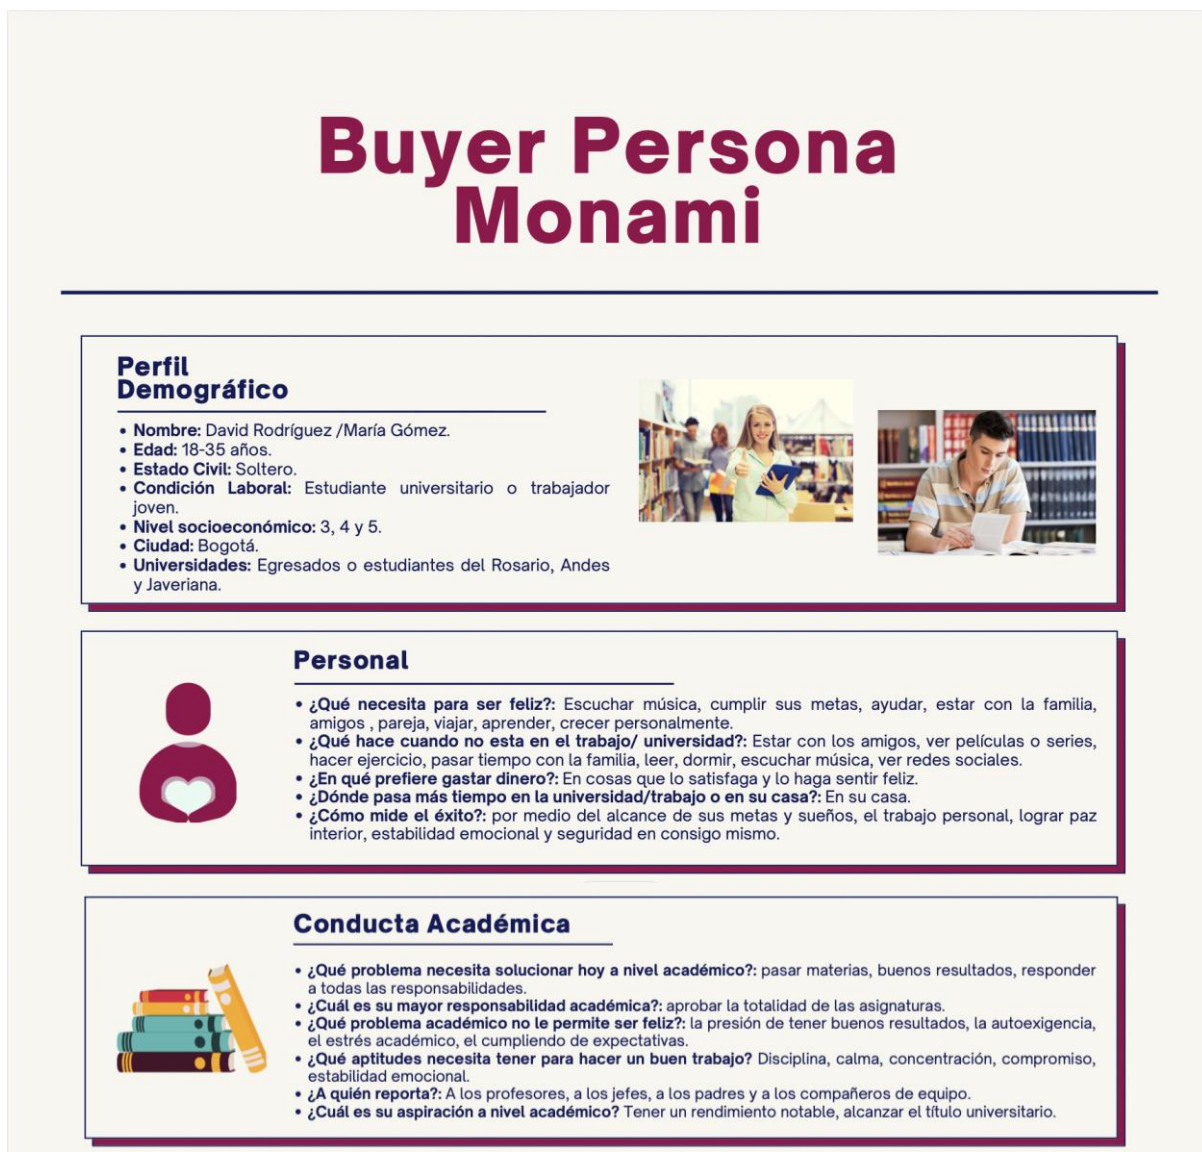 Buyer Persona
Monami
Perfil
Demográfico
• Nombre: David Rodríguez /María Gómez.
• Edad: 18-35 años.
• Estado Civil: Soltero.
• Condición Laboral: Estudiante universitario o trabajador
joven.
• Nivel socioeconómico: 3, 4 y 5.
• Ciudad: Bogotá.
• Universidades: Egresados o estudiantes del Rosario, Andes
y Javeriana.
Personal
• ¿Qué necesita para ser feliz?: Escuchar música, cumplir sus metas, ayudar, estar con la familia,
amigos , pareja, viajar, aprender, crecer personalmente.
• ¿Qué hace cuando no esta en el trabajo/ universidad?: Estar con los amigos, ver películas o series,
hacer ejercicio, pasar tiempo con la familia, leer, dormir, escuchar música, ver redes sociales.
• ¿En qué prefiere gastar dinero?: En cosas que lo satisfaga y lo haga sentir feliz.
• ¿Dónde pasa más tiempo en la universidad/trabajo o en su casa?: En su casa.
• ¿Cómo mide el éxito?: por medio del alcance de sus metas y sueños, el trabajo personal, lograr paz
interior, estabilidad emocional y seguridad en consigo mismo.
Conducta Académica
• ¿Qué problema necesita solucionar hoy a nivel académico?: pasar materias, buenos resultados, responder
a todas las responsabilidades.
• ¿Cuál es su mayor responsabilidad académica?: aprobar la totalidad de las asignaturas.
• ¿Qué problema académico no le permite ser feliz?: la presión de tener buenos resultados, la autoexigencia,
el estrés académico, el cumpliendo de expectativas.
• ¿Qué aptitudes necesita tener para hacer un buen trabajo? Disciplina, calma, concentración, compromiso,
estabilidad emocional.
• ¿A quién reporta?: A los profesores, a los jefes, a los padres y a los compañeros de equipo.
• ¿Cuál es su aspiración a nivel académico? Tener un rendimiento notable, alcanzar el título universitario.